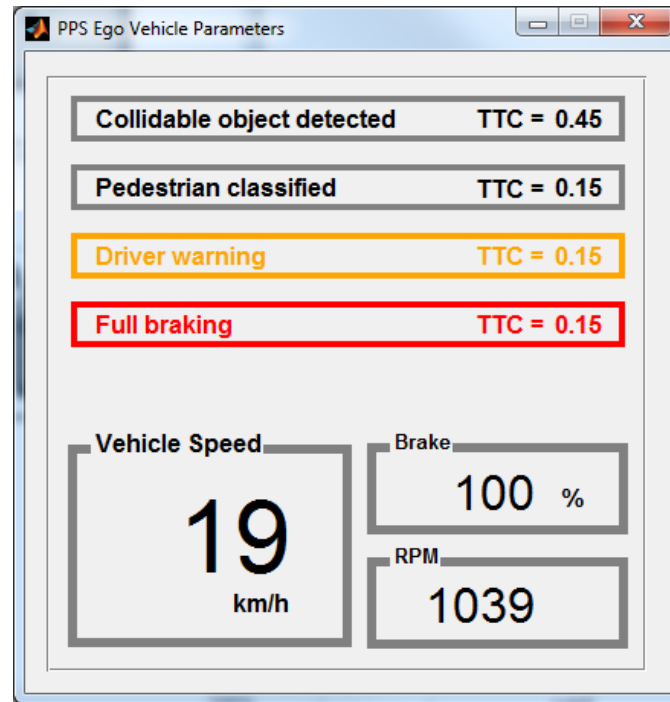 PPS Ego Vehicle Parameters
Collidable object detected TTC = 0.45
Pedestrian classified TTC = 0.15
Driver warning TTC = 0.15
Full braking TTC = 0.15
Vehicle Speed
19
km/h
Brake
100 %
RPM
1039